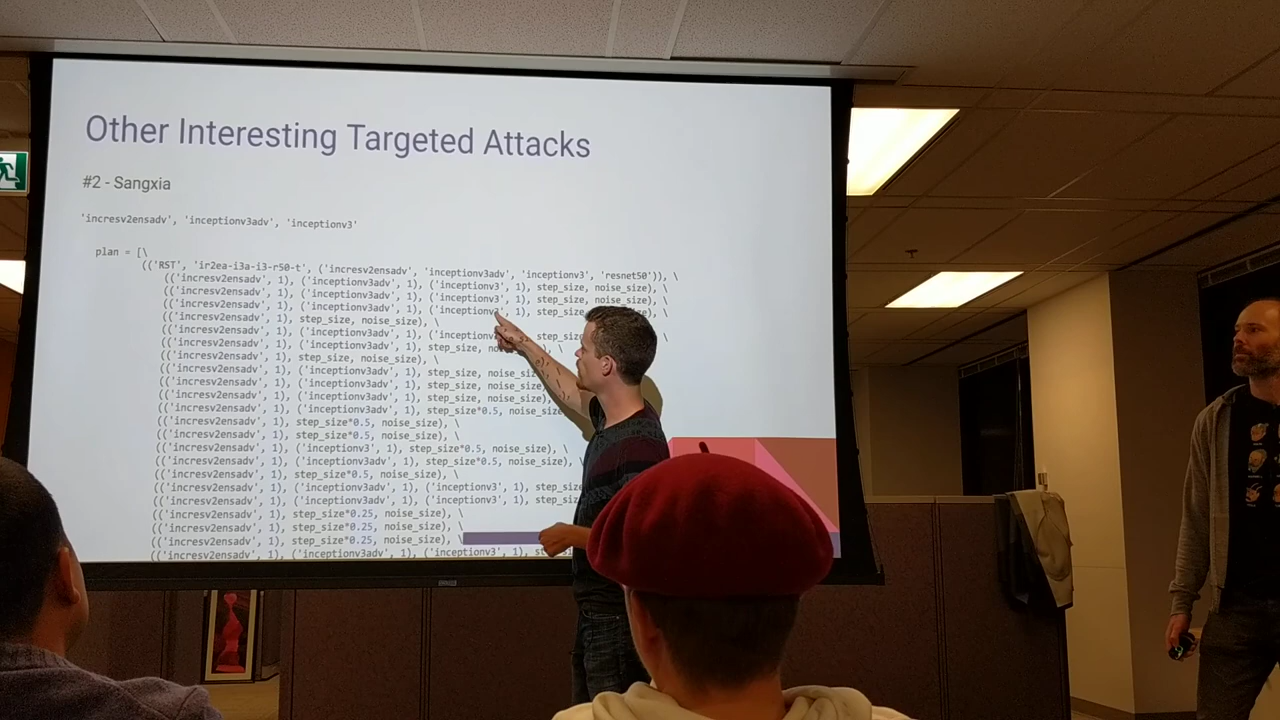 Other Interesting Targeted Attacks
#2 - Sangxia
'incresv2ensadv', 'inceptionv3adv', 'inceptionv3'
plan = [\
(('RST', 'ir2ea-i3a-i3-r50-t', ('incresv2ensadv', 'inceptionv3adv', 'inceptionv3', 'resnet50')), \
(('incresv2ensadv', 1), ('inceptionv3adv', 1), ('inceptionv3', 1), step_size, noise_size), \
(('incresv2ensadv', 1), ('inceptionv3adv', 1), ('inceptionv3', 1), step_size, noise_size), \
(('incresv2ensadv', 1), ('inceptionv3adv', 1), ('inceptionv3', 1), step_size, noise_size), \
(('incresv2ensadv', 1), step_size, noise_size), \
(('incresv2ensadv', 1), ('inceptionv3adv', 1), ('inceptionv3', 1), step_size \
(('incresv2ensadv', 1), ('inceptionv3adv', 1), step_size, noise_size), \
(('incresv2ensadv', 1), step_size, noise_size), \
(('incresv2ensadv', 1), ('inceptionv3adv', 1), step_size, noise_size
(('incresv2ensadv', 1), ('inceptionv3adv', 1), step_size, noise_size
(('incresv2ensadv', 1), ('inceptionv3adv', 1), step_size, noise_size
(('incresv2ensadv', 1), ('inceptionv3adv', 1), step_size*0.5, noise_size
(('incresv2ensadv', 1), step_size*0.5, noise_size), \
(('incresv2ensadv', 1), step_size*0.5, noise_size), \
(('incresv2ensadv', 1), ('inceptionv3', 1), step_size*0.5, noise_size), \
(('incresv2ensadv', 1), ('inceptionv3adv', 1), step_size*0.5, noise_size), \
(('incresv2ensadv', 1), step_size*0.5, noise_size), \
(('incresv2ensadv', 1), ('inceptionv3adv', 1), ('inceptionv3', 1), step_size
(('incresv2ensadv', 1), ('inceptionv3adv', 1), ('inceptionv3', 1), step_size
(('incresv2ensadv', 1), step_size*0.25, noise_size), \
(('incresv2ensadv', 1), step_size*0.25, noise_size), \
(('incresv2ensadv', 1), step_size*0.25, noise_size), \
(('incresv2ensadv', 1), ('inceptionv3adv', 1), ('inceptionv3', 1), step_size